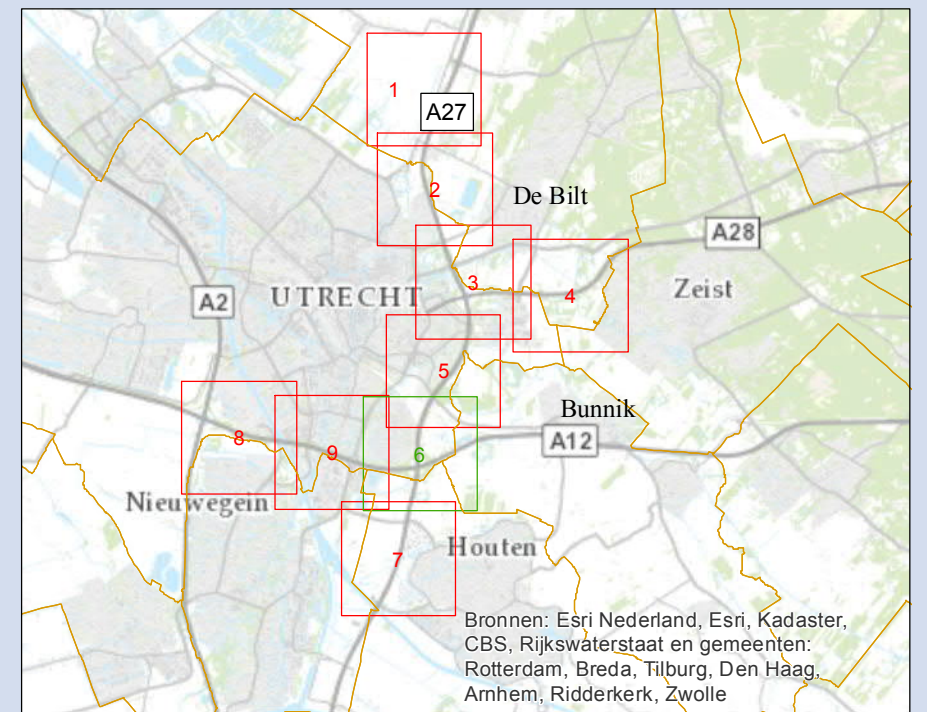 1
A27
2
De Bilt
A28
3
4
Zeist
A2
UTRECHT
5
Bunnik
A12
8
9
6
Nieuwegein
7
Houten
Bronnen: Esri Nederland, Esri, Kadaster,
CBS, Rijkswaterstaat en gemeenten:
Rotterdam, Breda, Tilburg, Den Haag,
Arnhem, Ridderkerk, Zwolle